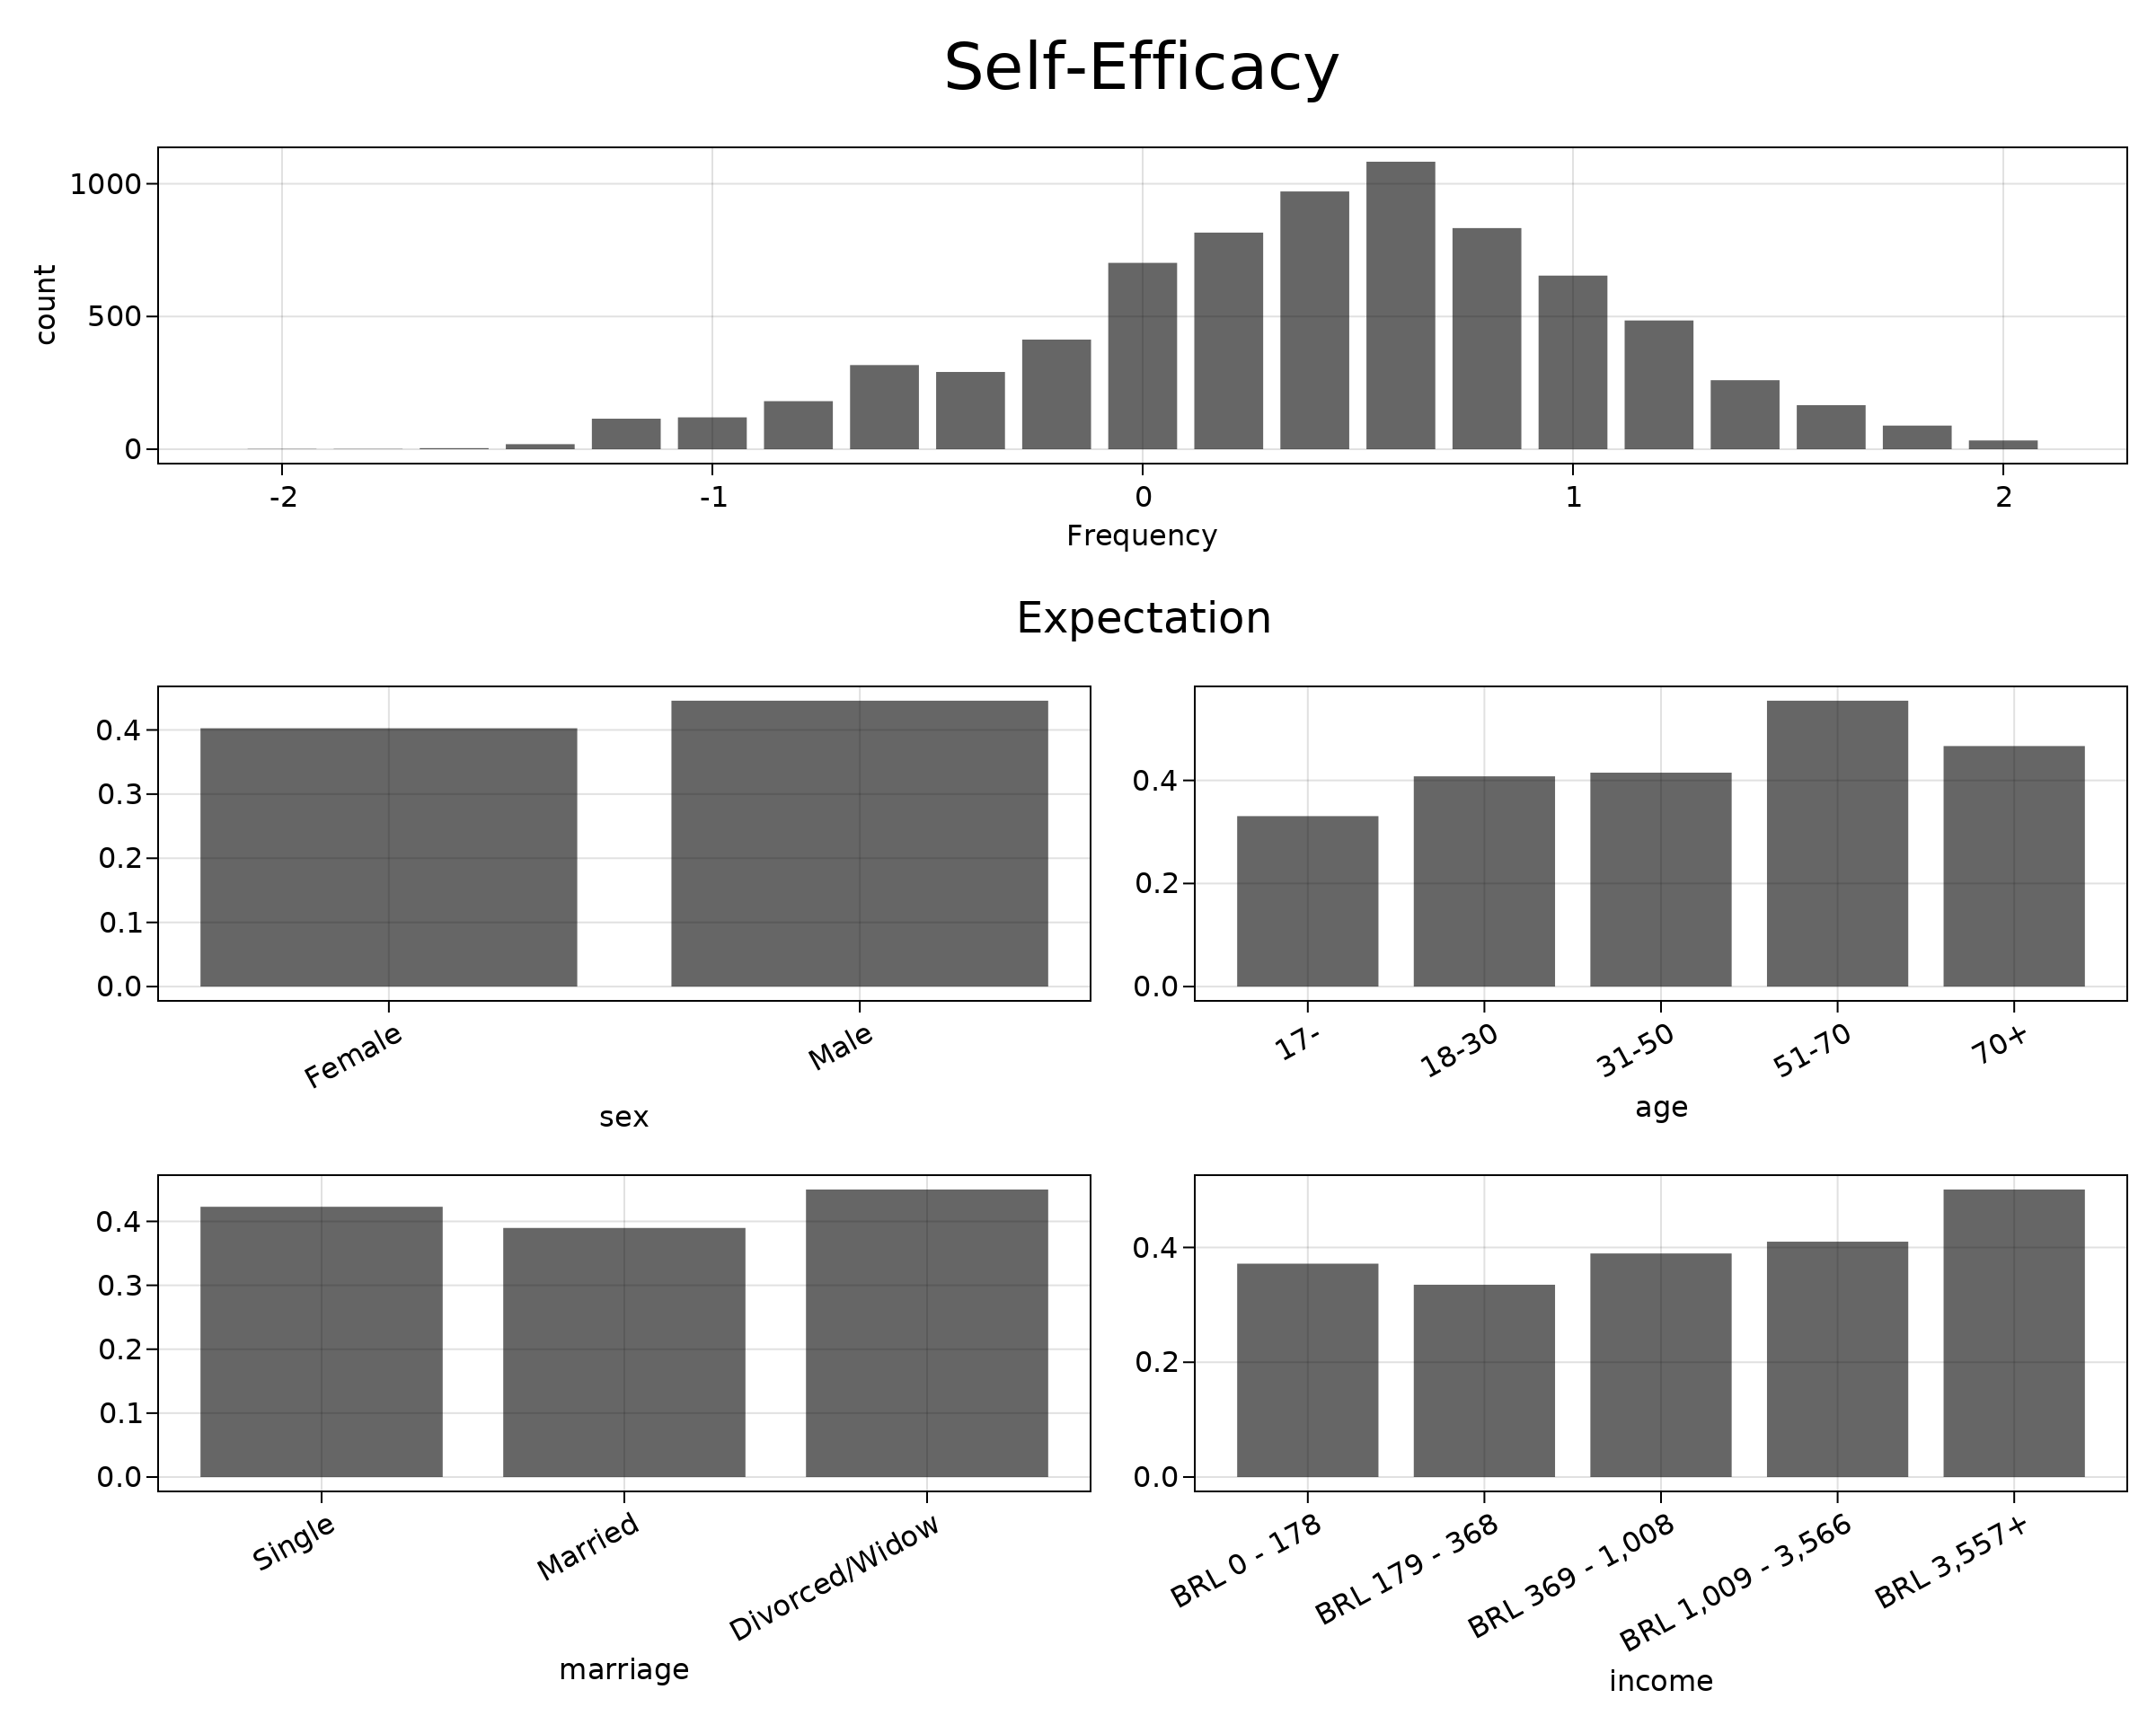 Self-Efficacy
1000
500
0
count
-2 -1 0 1 2
Frequency
Expectation
0.4
0.3
0.2
0.1
0.0
Female Male
sex
0.4
0.2
0.0
17- 18-30 31-50 51-70 70+
age
0.4
0.3
0.2
0.1
0.0
Single Married Divorced/Widow
marriage
0.4
0.2
0.0
BRL 0 - 178 BRL 179 - 368 BRL 369 - 1,008 BRL 1,009 - 3,566 BRL 3,557+
income